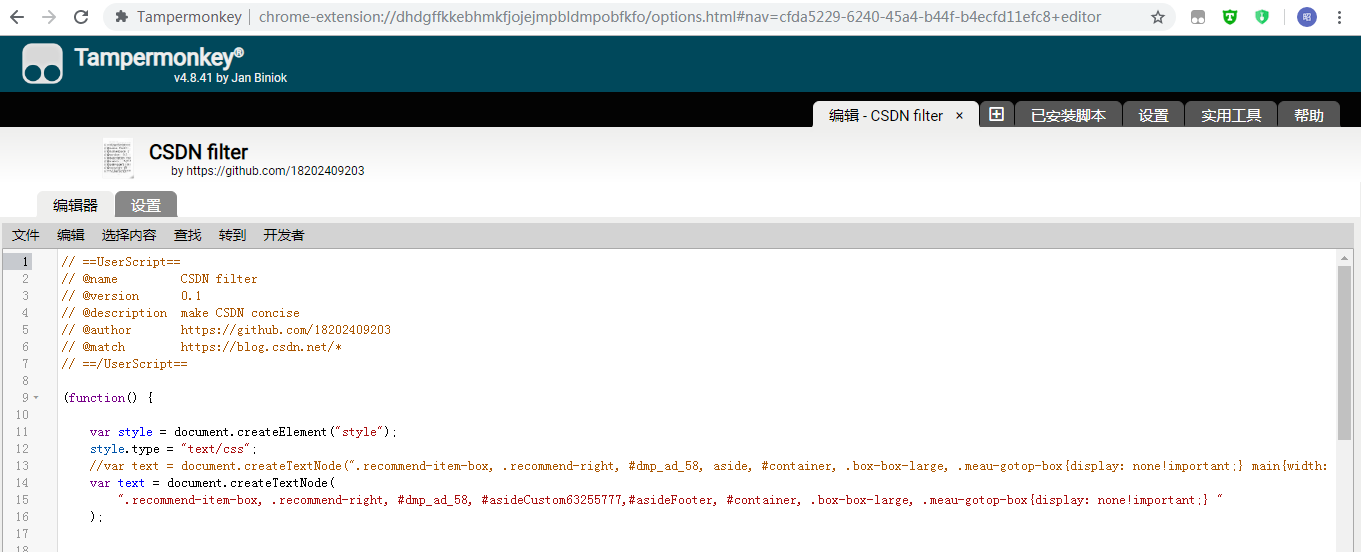 Tampermonkey | chrome-extension://dhdgffkkebhmkfjojejmpbldmpobfkfo/options.html#nav=cfda5229-6240-45a4-b44f-b4ecfd11efc8+editor 昭
Tampermonkey®
v4.8.41 by Jan Biniok
编辑 - CSDN filter × 已安装脚本 设置 实用工具 帮助
CSDN filter
by https://github.com/18202409203
编辑器 设置
文件 编辑 选择内容 查找 转到 开发者
1 // ==UserScript==
2 // @name CSDN filter
3 // @version 0.1
4 // @description make CSDN concise
5 // @author https://github.com/18202409203
6 // @match https://blog.csdn.net/*
7 // ==/UserScript==
8
9 (function() {
10
11 var style = document.createElement("style");
12 style.type = "text/css";
13 //var text = document.createTextNode(".recommend-item-box, .recommend-right, #dmp_ad_58, aside, #container, .box-box-large, .meau-gotop-box{display: none!important;} main{width:
14 var text = document.createTextNode(
15 ".recommend-item-box, .recommend-right, #dmp_ad_58, #asideCustom63255777,#asideFooter, #container, .box-box-large, .meau-gotop-box{display: none!important;} "
16 );
17
18